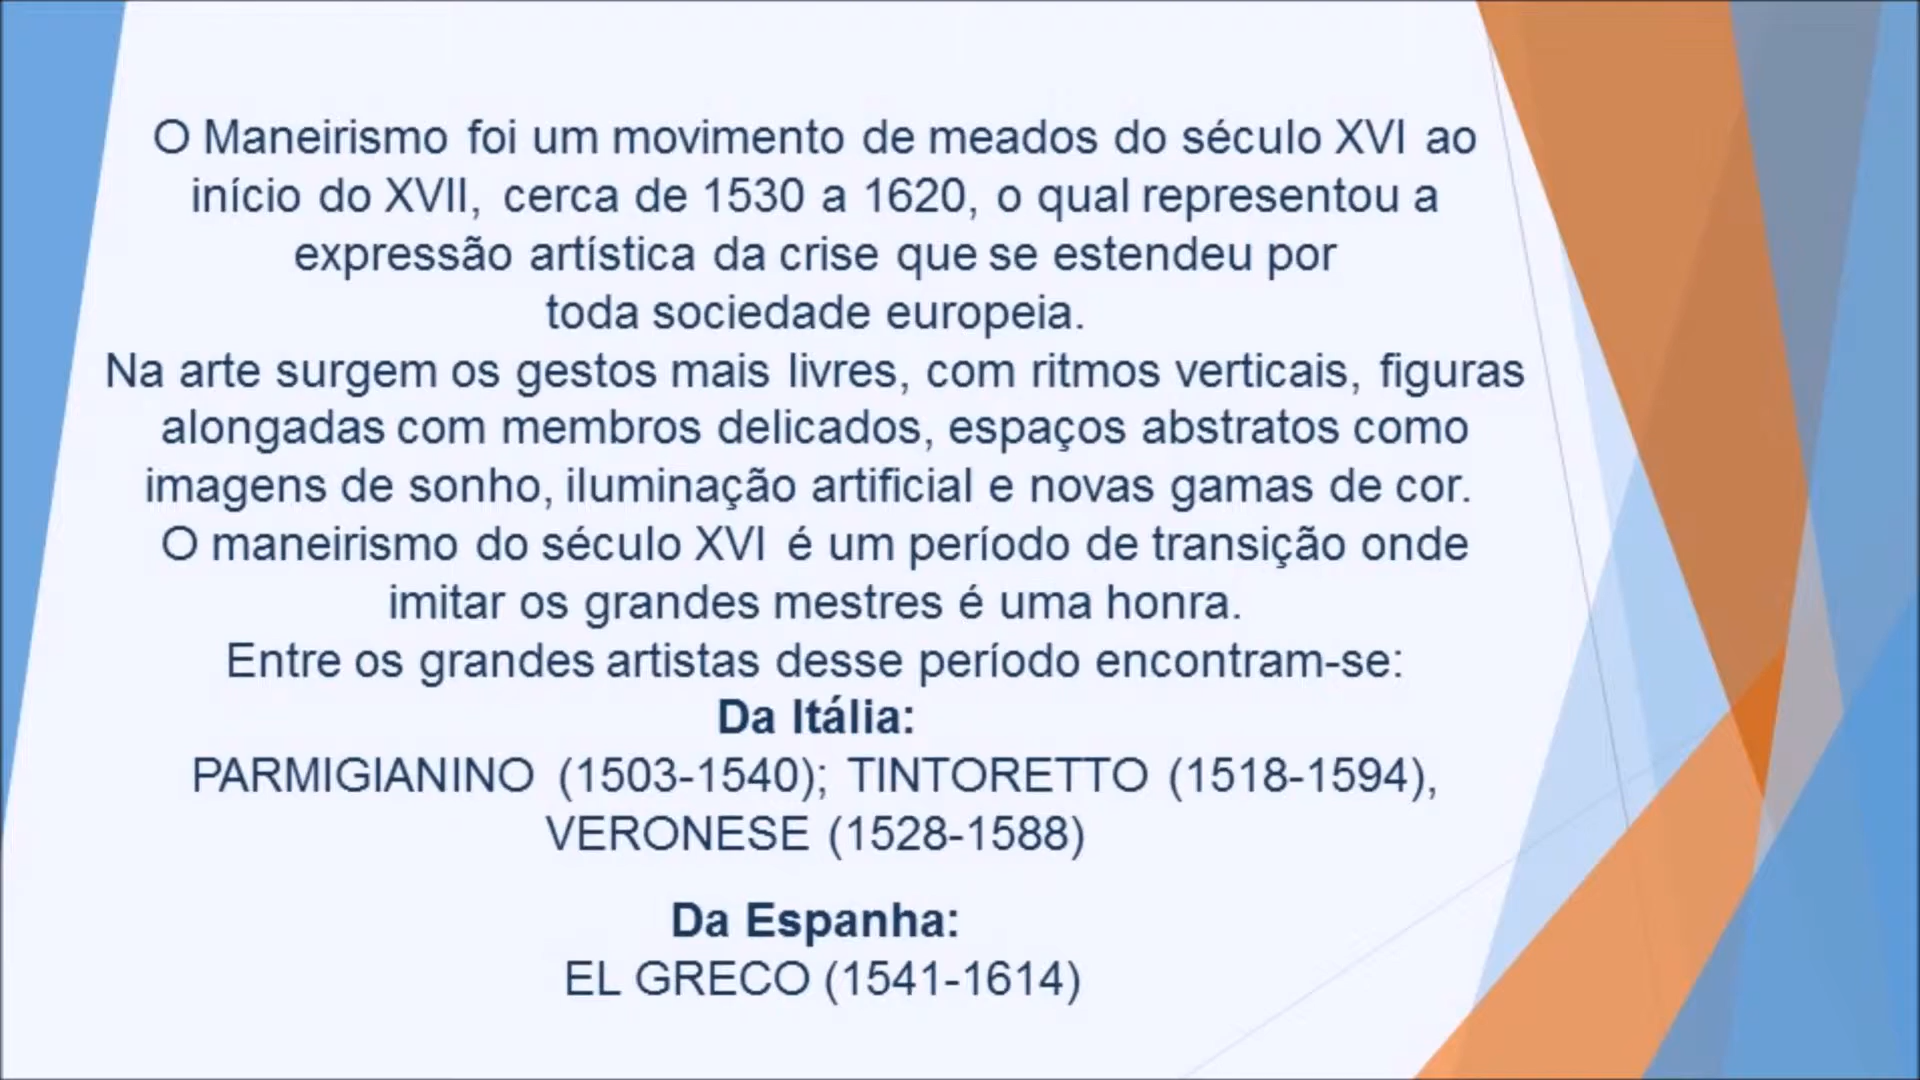 O Maneirismo foi um movimento de meados do século XVI ao
início do XVII, cerca de 1530 a 1620, o qual representou a
expressão artística da crise que se estendeu por
toda sociedade europeia.
Na arte surgem os gestos mais livres, com ritmos verticais, figuras
alongadas com membros delicados, espaços abstratos como
imagens de sonho, iluminação artificial e novas gamas de cor.
O maneirismo do século XVI é um período de transição onde
imitar os grandes mestres é uma honra.
Entre os grandes artistas desse período encontram-se:
Da Itália:
PARMIGIANINO (1503-1540); TINTORETTO (1518-1594),
VERONESE (1528-1588)
Da Espanha:
EL GRECO (1541-1614)